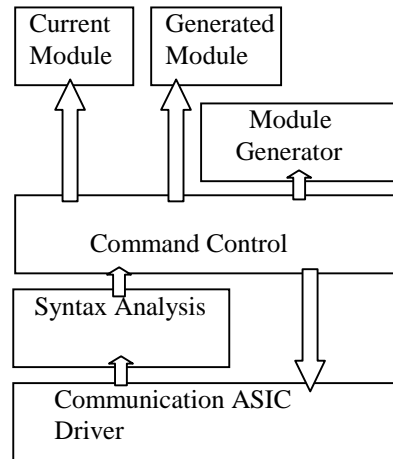 Current
Module
Generated
Module
Module
Generator
Command Control
Syntax Analysis
Communication ASIC
Driver